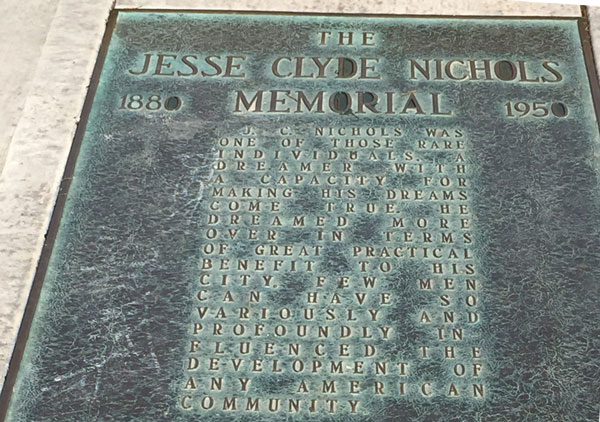 THE
JESSE CLYDE NICHOLS
1880 MEMORIAL 1950
J. C. NICHOLS WAS
ONE OF THOSE RARE
INDIVIDUALS, A
DREAMER WITH
A CAPACITY FOR
MAKING HIS DREAMS
COME TRUE. HE
DREAMED MORE
OVER IN TERMS
OF GREAT PRACTICAL
BENEFIT TO HIS
CITY. FEW MEN
CAN HAVE SO
VARIOUSLY AND
PROFOUNDLY IN
FLUENCED THE
DEVELOPMENT OF
ANY AMERICAN
COMMUNITY